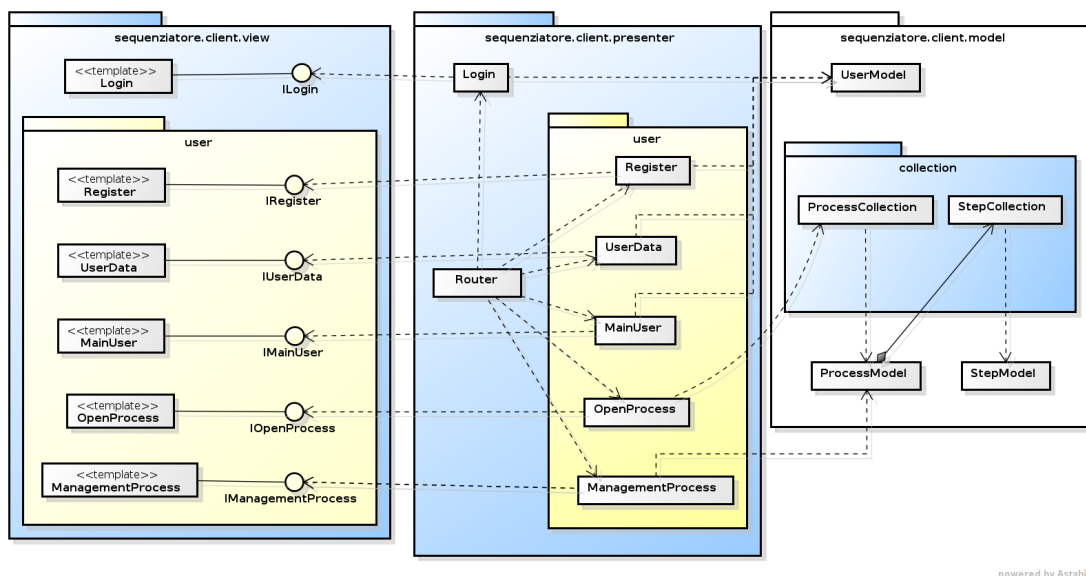 sequenziatore.client.view
<<template>>
Login
ILogin
user
<<template>>
Register
IRegister
<<template>>
UserData
IUserData
<<template>>
MainUser
IMainUser
<<template>>
OpenProcess
IOpenProcess
<<template>>
ManagementProcess
IManagementProcess
sequenziatore.client.presenter
Login
Router
user
Register
UserData
MainUser
OpenProcess
ManagementProcess
sequenziatore.client.model
UserModel
collection
ProcessCollection
StepCollection
ProcessModel
StepModel
powered by Astah